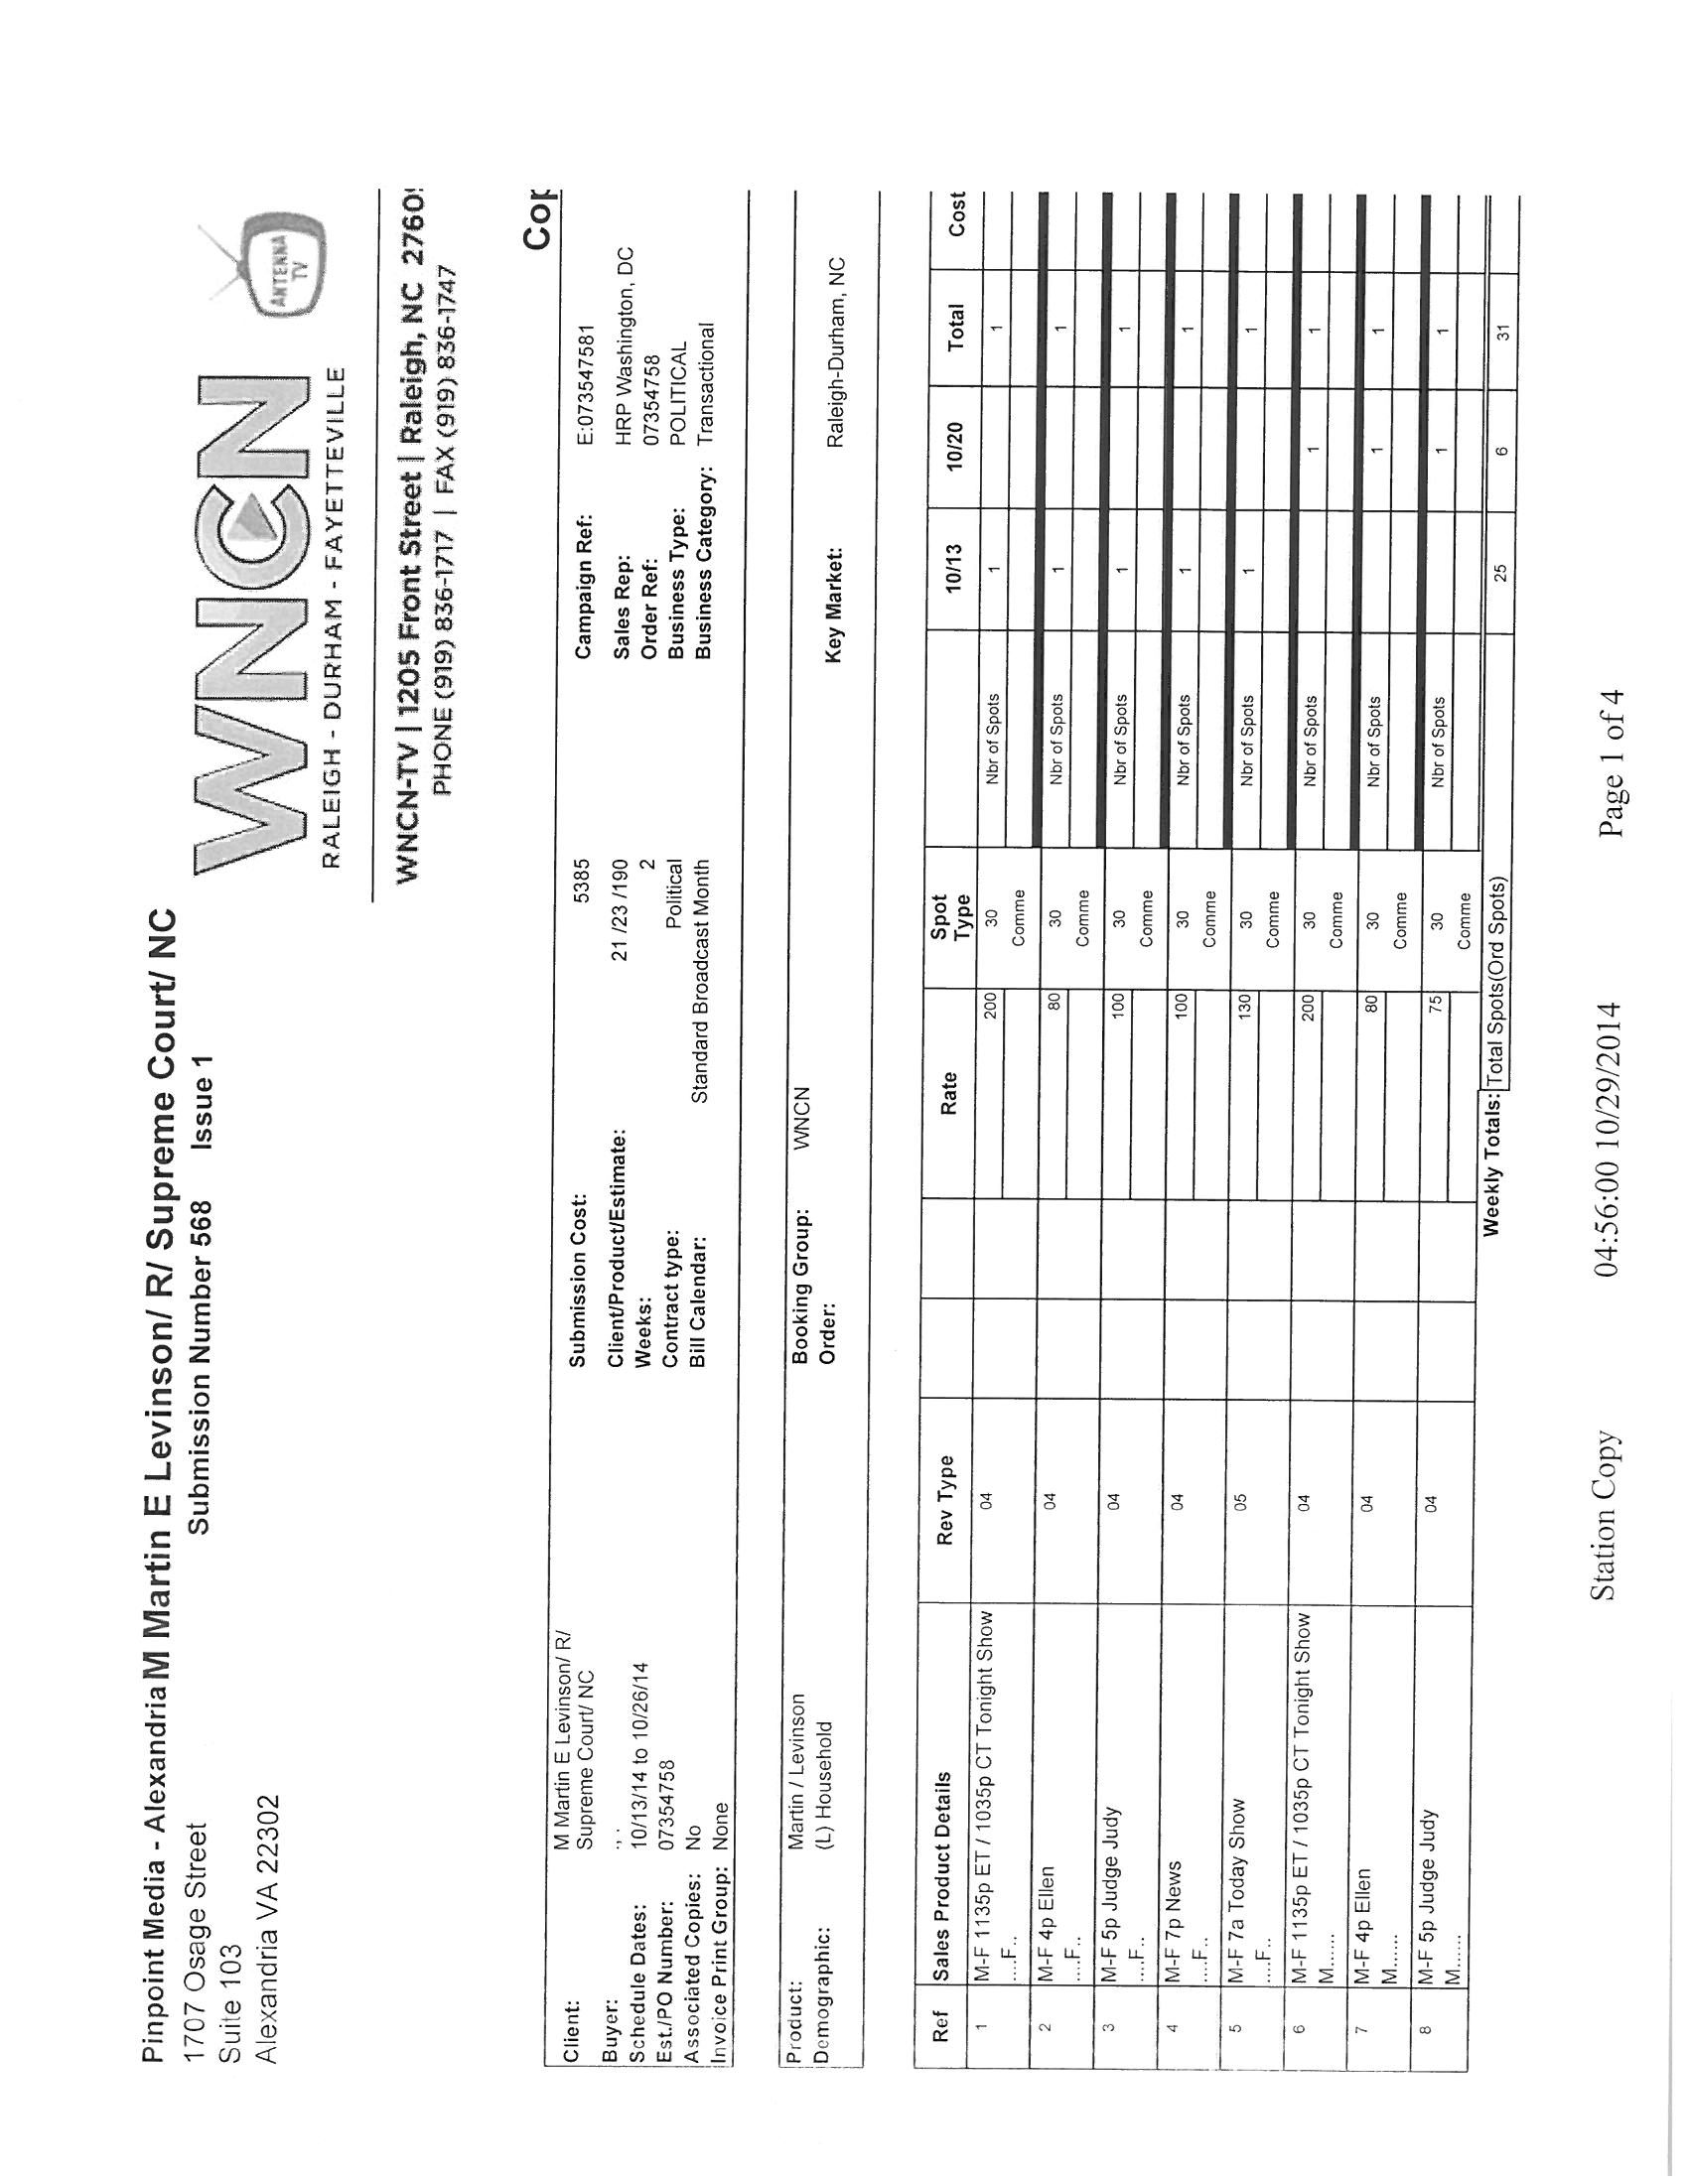 Pinpoint Media - Alexandria M Martin E Levinson/ R/ Supreme Court/ NC
1707 Osage Street Submission Number 568 Issue 1
Suite 103
Alexandria VA 22302
WNCN
RALEIGH - DURHAM - FAYETTEVILLE
ANTENNA
TV
WNCN-TV | 1205 Front Street | Raleigh, NC 2760
PHONE (919) 836-1717 | FAX (919) 836-1747
Cop
Client: M Martin E Levinson/ R/ Supreme Court/ NC Submission Cost: 5385 Campaign Ref: E:073547581
Buyer: ., . Client/Product/Estimate: 21 /23 /190 Sales Rep: HRP Washington, DC
Schedule Dates: 10/13/14 to 10/26/14 Weeks: 2 Order Ref: 07354758
Est./PO Number: 07354758 Contract type: Political Business Type: POLITICAL
Associated Copies: No Bill Calendar: Standard Broadcast Month Business Category: Transactional
Invoice Print Group: None
Product: Martin / Levinson Booking Group: WNCN
Demographic: (L) Household Order: Key Market: Raleigh-Durham, NC
Ref Sales Product Details Rev Type Rate Spot Type 10/13 10/20 Total Cost
1 M-F 1135p ET / 1035p CT Tonight Show 04 200 30 Nbr of Spots 1 1
....F.. Comme
2 M-F 4p Ellen 04 80 30 Nbr of Spots 1 1
....F.. Comme
3 M-F 5p Judge Judy 04 100 30 Nbr of Spots 1 1
....F.. Comme
4 M-F 7p News 04 100 30 Nbr of Spots 1 1
....F.. Comme
5 M-F 7a Today Show 05 130 30 Nbr of Spots 1 1
....F.. Comme
6 M-F 1135p ET / 1035p CT Tonight Show 04 200 30 Nbr of Spots 1 1
M...... Comme
7 M-F 4p Ellen 04 80 30 Nbr of Spots 1 1
M...... Comme
8 M-F 5p Judge Judy 04 75 30 Nbr of Spots 1 1
M...... Comme
Weekly Totals: Total Spots(Ord Spots) 25 6 31
Station Copy 04:56:00 10/29/2014 Page 1 of 4